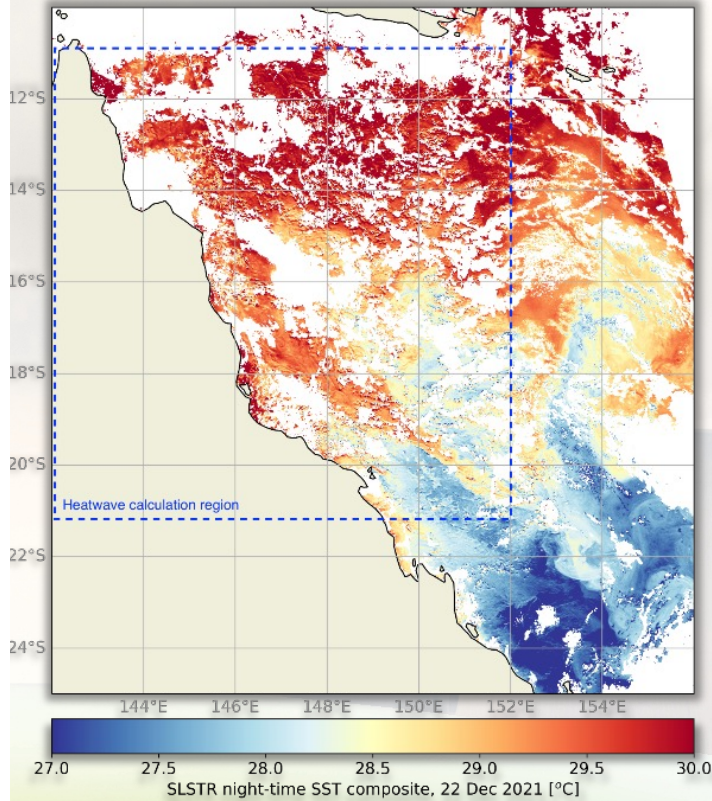 12°S
14°S
16°S
18°S
20°S
Heatwave calculation region
22°S
24°S
144°E 146°E 148°E 150°E 152°E 154°E
27.0 27.5 28.0 28.5 29.0 29.5 30.0
SLSTR night-time SST composite, 22 Dec 2021 [°C]